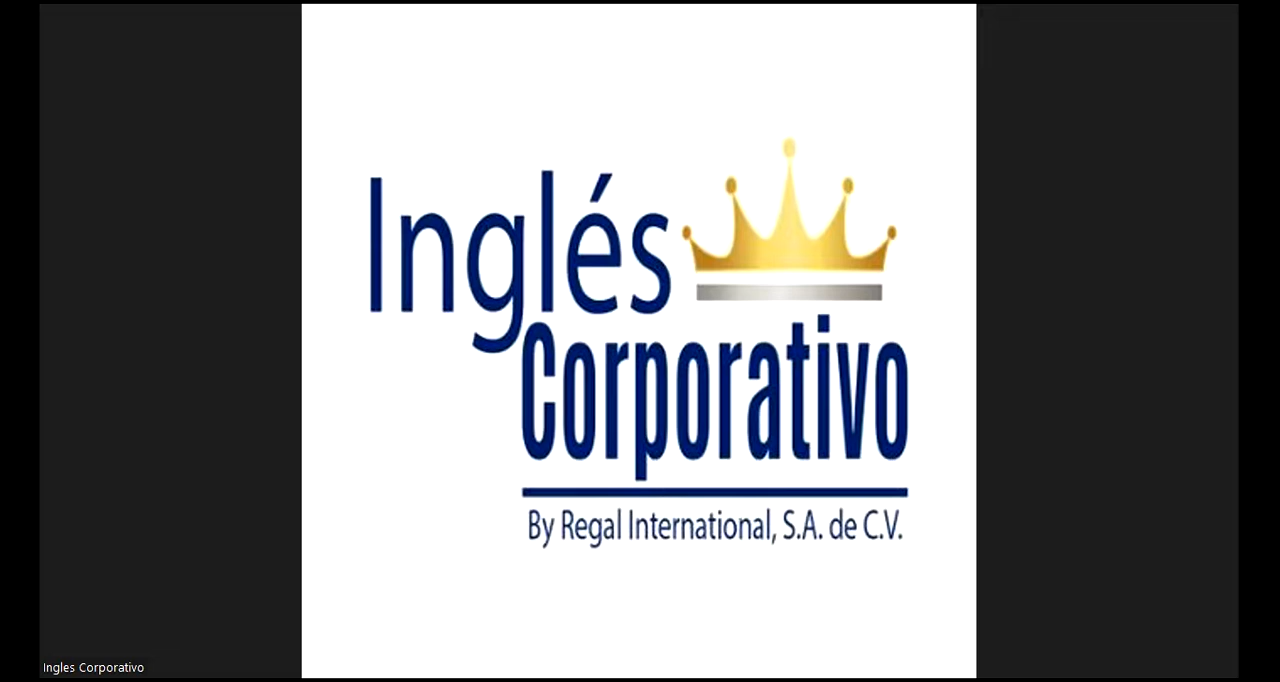 Inglés
Corporativo
By Regal International, S.A. de C.V.
Ingles Corporativo